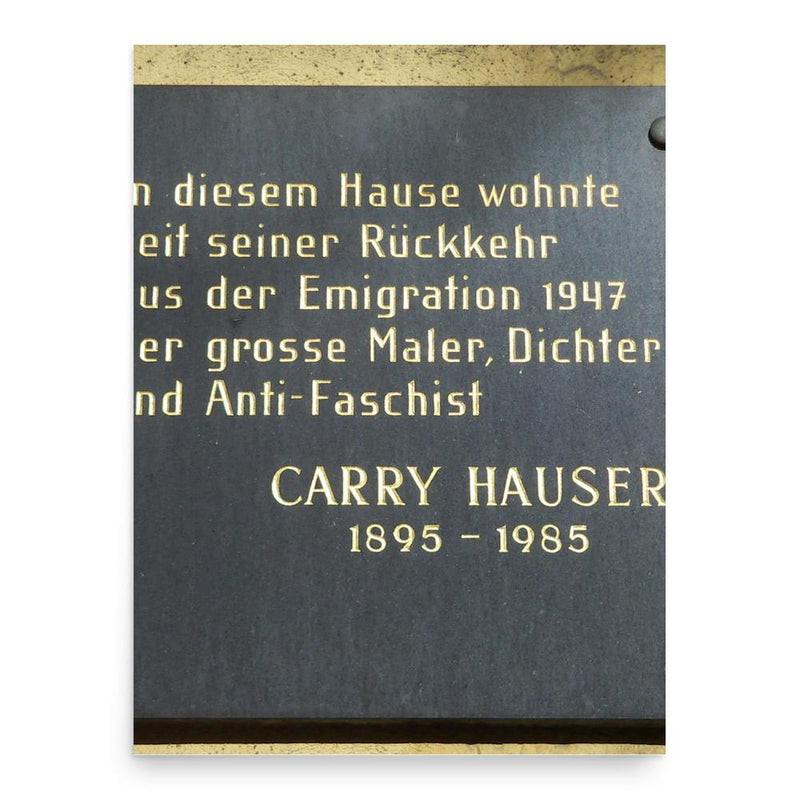 n diesem Hause wohnte
eit seiner Rückkehr
us der Emigration 1947
er grosse Maler, Dichter
nd Anti-Faschist
CARRY HAUSER
1895 – 1985